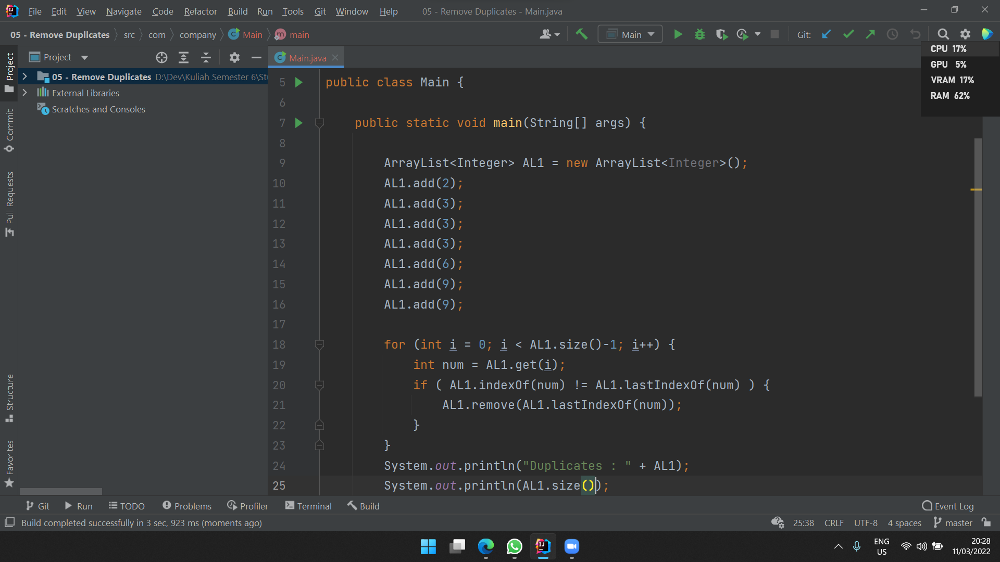 File Edit View Navigate Code Refactor Build Run Tools Git Window Help 05 - Remove Duplicates - Main.java
05 - Remove Duplicates src com company Main main Main Git:
CPU 17%
GPU 5%
VRAM 17%
RAM 62%
Project
Main.java
05 - Remove Duplicates D:\Dev\Kuliah Semester 6\St
External Libraries
Scratches and Consoles
Project
Commit
Pull Requests
Structure
Favorites
5 public class Main {
6
7 public static void main(String[] args) {
8
9 ArrayList<Integer> AL1 = new ArrayList<Integer>();
10 AL1.add(2);
11 AL1.add(3);
12 AL1.add(3);
13 AL1.add(3);
14 AL1.add(6);
15 AL1.add(9);
16 AL1.add(9);
17
18 for (int i = 0; i < AL1.size()-1; i++) {
19 int num = AL1.get(i);
20 if ( AL1.indexOf(num) != AL1.lastIndexOf(num) ) {
21 AL1.remove(AL1.lastIndexOf(num));
22 }
23 }
24 System.out.println("Duplicates : " + AL1);
25 System.out.println(AL1.size());
Git Run TODO Problems Profiler Terminal Build Event Log
Build completed successfully in 3 sec, 923 ms (moments ago) 25:38 CRLF UTF-8 4 spaces master
ENG
US
20:28
11/03/2022